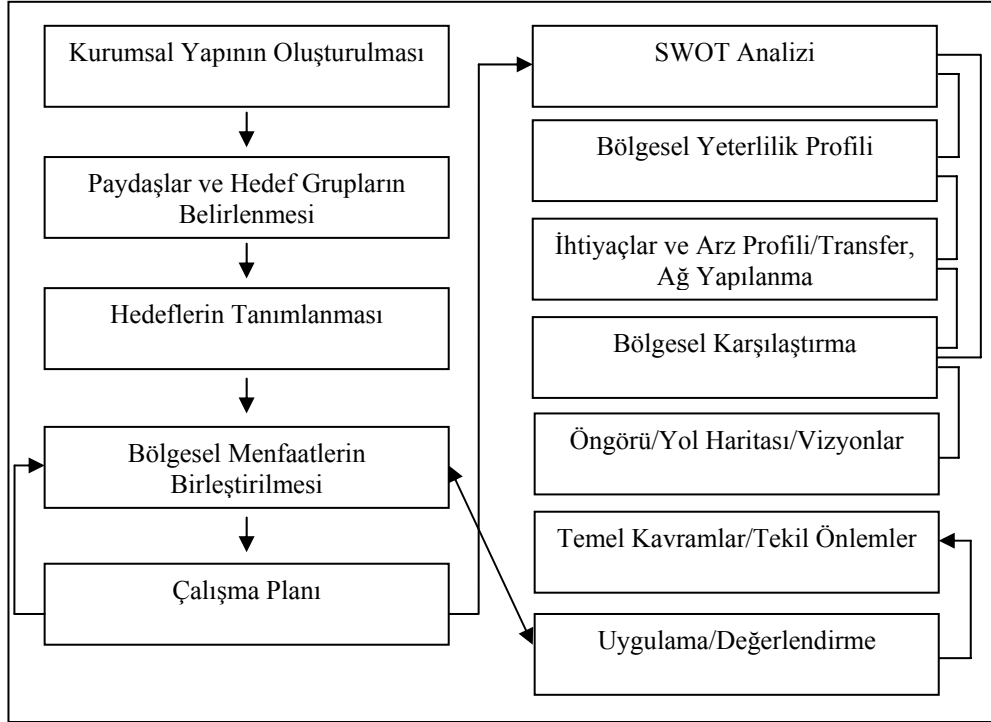 Kurumsal Yapının Oluşturulması
Paydaşlar ve Hedef Grupların
Belirlenmesi
Hedeflerin Tanımlanması
Bölgesel Menfaatlerin
Birleştirilmesi
Çalışma Planı
SWOT Analizi
Bölgesel Yeterlilik Profili
İhtiyaçlar ve Arz Profili/Transfer,
Ağ Yapılanma
Bölgesel Karşılaştırma
Öngörü/Yol Haritası/Vizyonlar
Temel Kavramlar/Tekil Önlemler
Uygulama/Değerlendirme